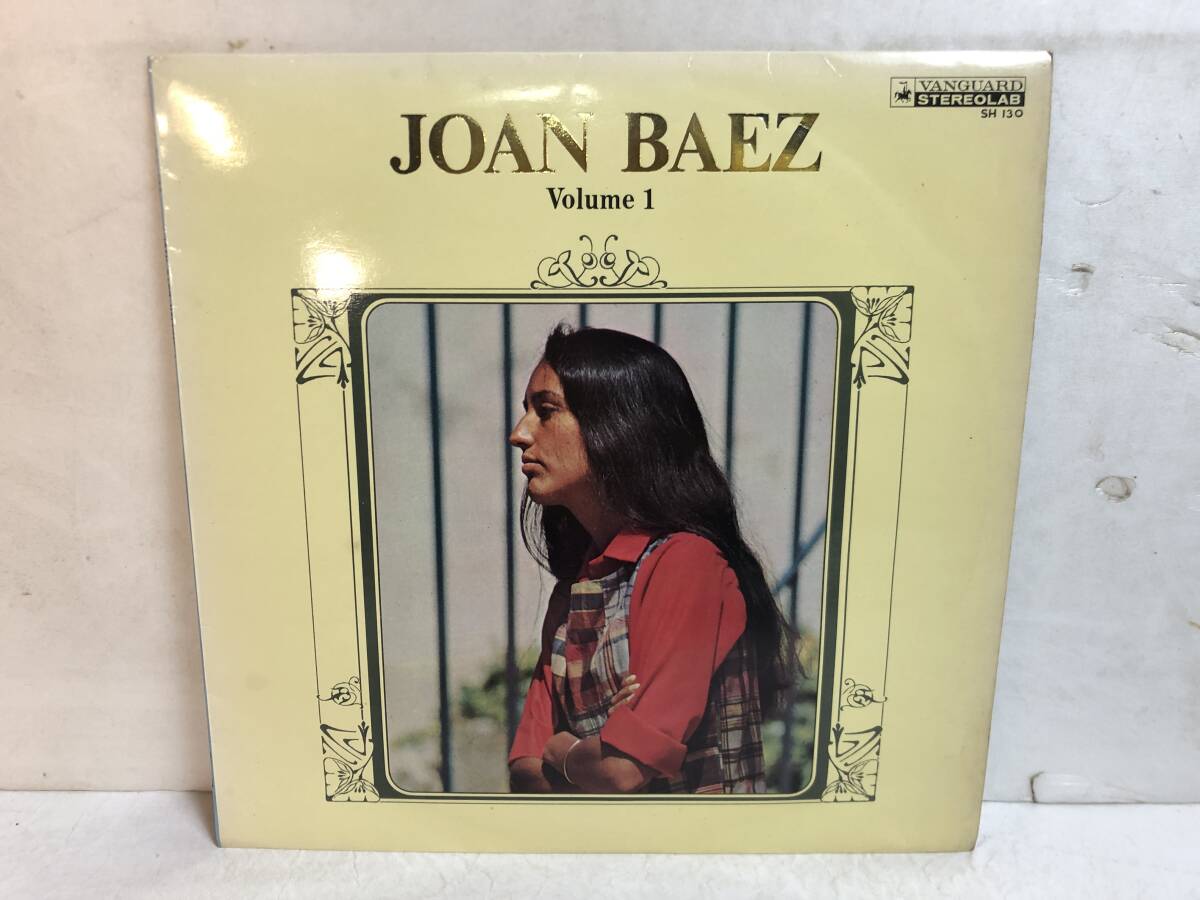 JOAN BAEZ
Volume 1
VANGUARD
STEREOLAB
SH 130